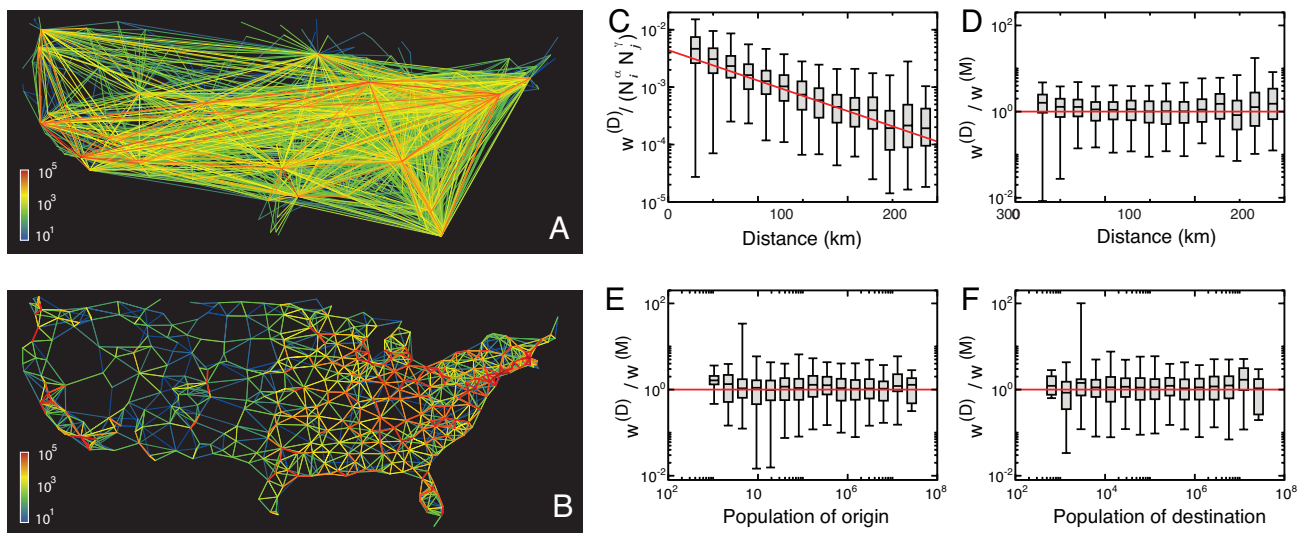 A
10^5
10^3
10^1
B
10^5
10^3
10^1
C
w^(D) / (N_i^α N_j^γ)
10^-2
10^-3
10^-4
10^-5
0 100 200
Distance (km)
D
w^(D) / w^(M)
10^2
10^0
10^-2
300 0 100 200
Distance (km)
E
w^(D) / w^(M)
10^2
10^0
10^-2
10^2 10 10^6 10^8
Population of origin
F
w^(D) / w^(M)
10^2
10^0
10^-2
10^2 10^4 10^6 10^8
Population of destination